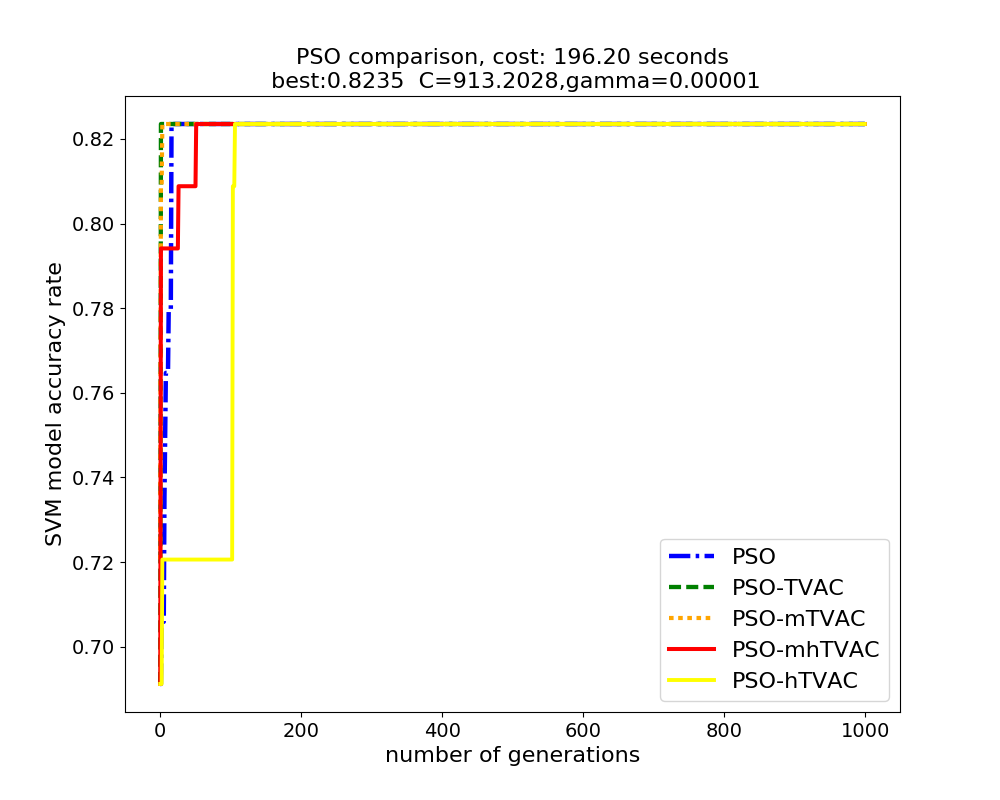 PSO comparison, cost: 196.20 seconds
best:0.8235  C=913.2028,gamma=0.00001
0.82
0.80
0.78
0.76
0.74
0.72
0.70
SVM model accuracy rate
PSO
PSO-TVAC
PSO-mTVAC
PSO-mhTVAC
PSO-hTVAC
0 200 400 600 800 1000
number of generations